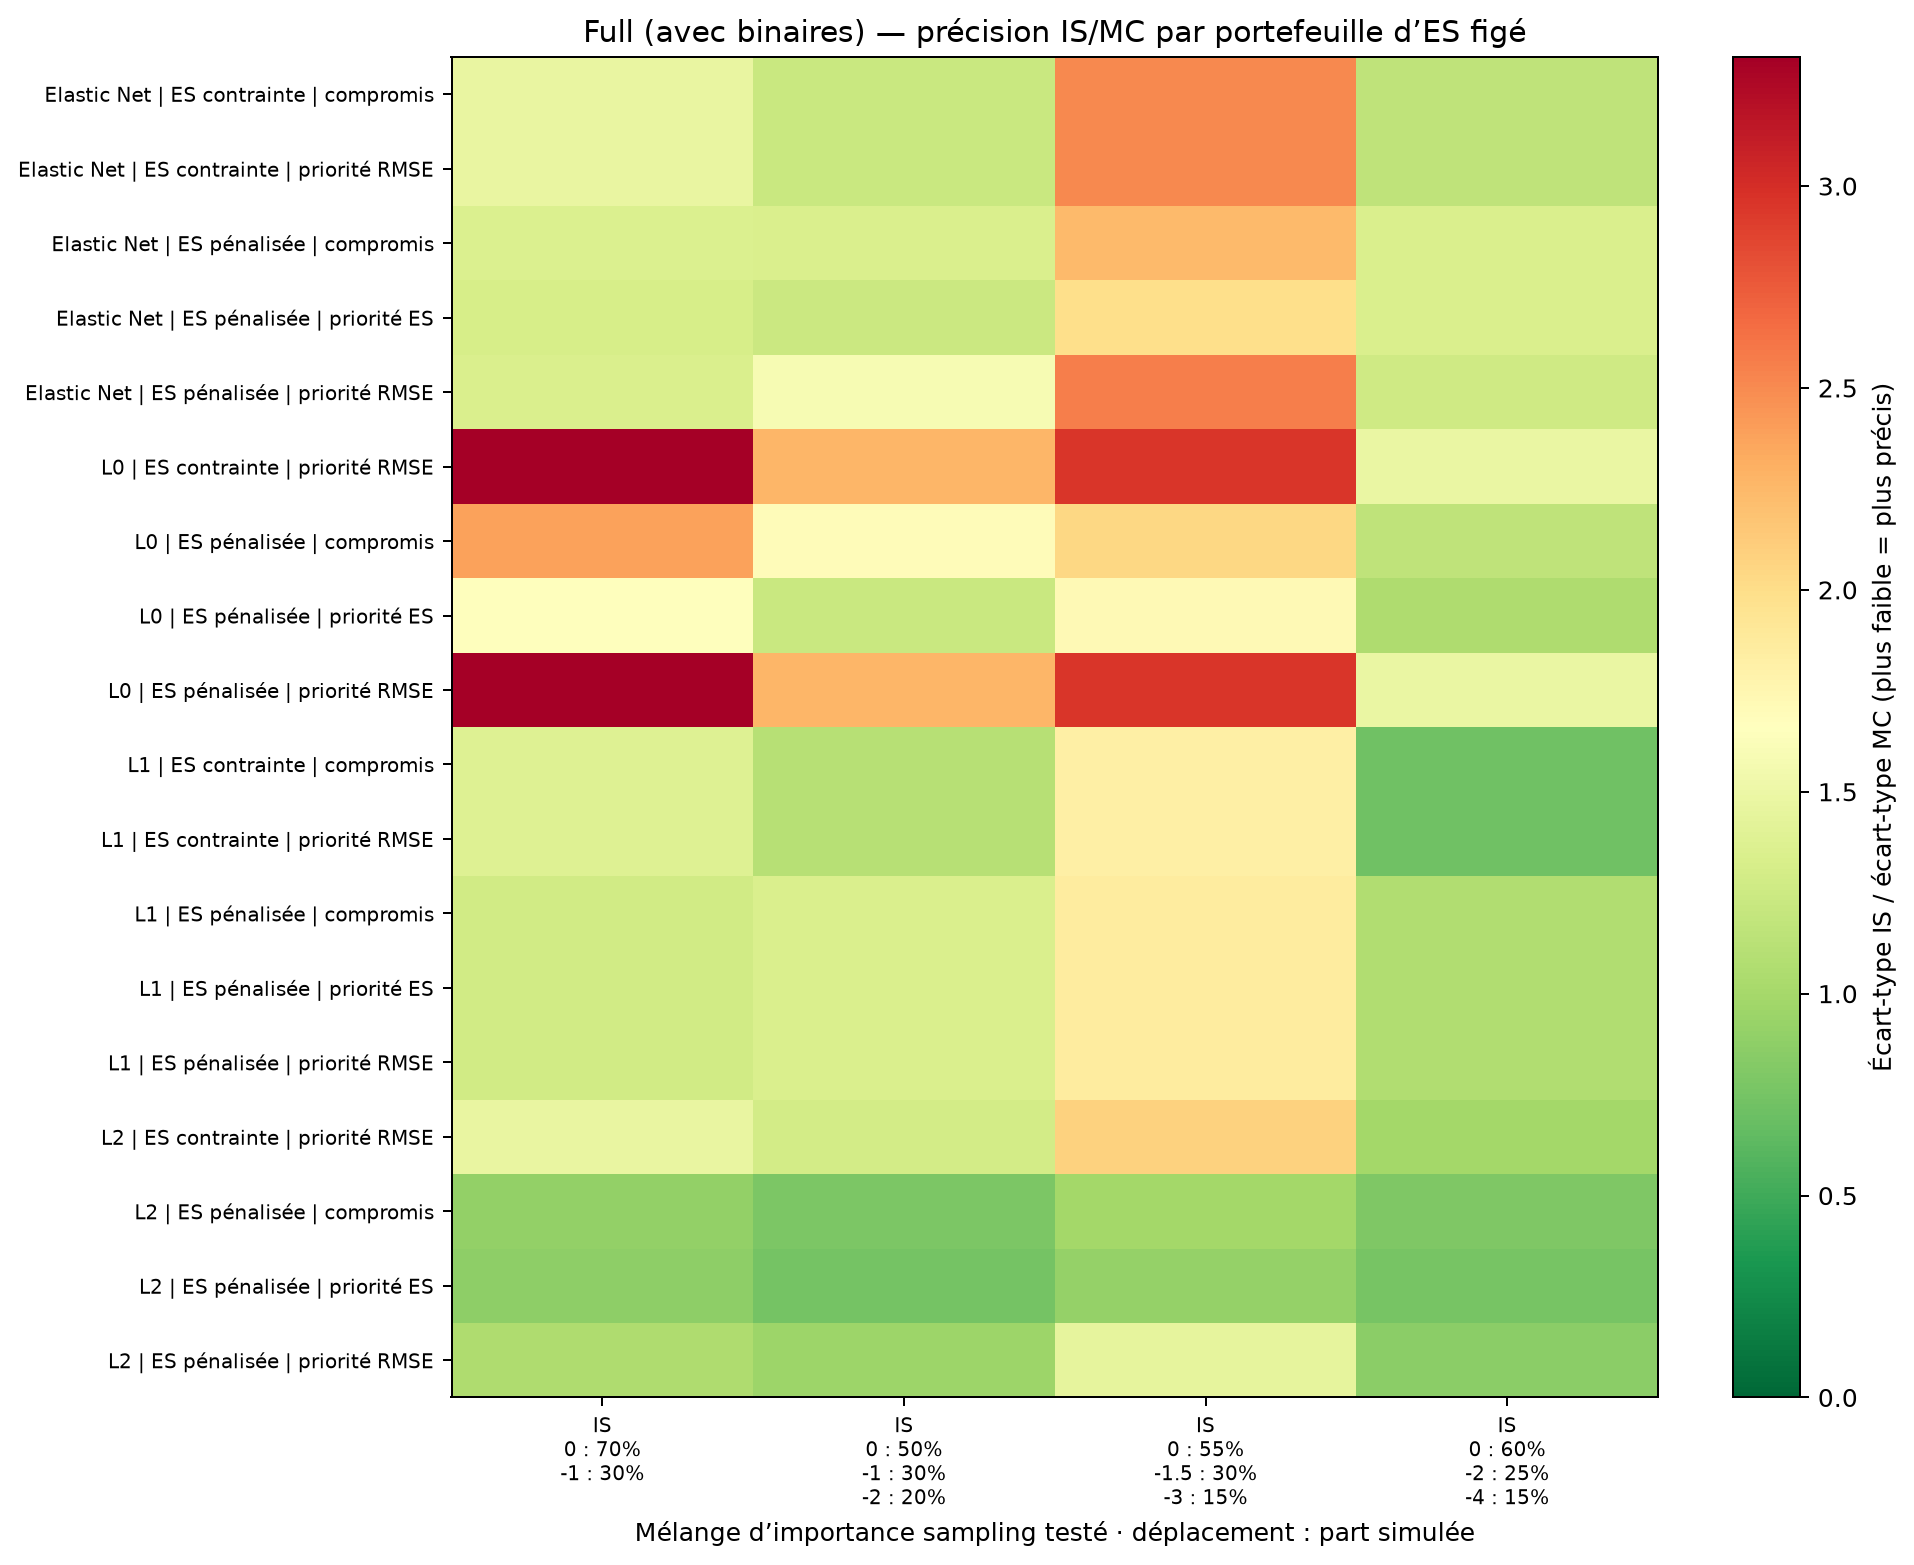 Full (avec binaires) — précision IS/MC par portefeuille d’ES figé
Elastic Net | ES contrainte | compromis
Elastic Net | ES contrainte | priorité RMSE
Elastic Net | ES pénalisée | compromis
Elastic Net | ES pénalisée | priorité ES
Elastic Net | ES pénalisée | priorité RMSE
L0 | ES contrainte | priorité RMSE
L0 | ES pénalisée | compromis
L0 | ES pénalisée | priorité ES
L0 | ES pénalisée | priorité RMSE
L1 | ES contrainte | compromis
L1 | ES contrainte | priorité RMSE
L1 | ES pénalisée | compromis
L1 | ES pénalisée | priorité ES
L1 | ES pénalisée | priorité RMSE
L2 | ES contrainte | priorité RMSE
L2 | ES pénalisée | compromis
L2 | ES pénalisée | priorité ES
L2 | ES pénalisée | priorité RMSE
IS
0 : 70%
-1 : 30%
IS
0 : 50%
-1 : 30%
-2 : 20%
IS
0 : 55%
-1.5 : 30%
-3 : 15%
IS
0 : 60%
-2 : 25%
-4 : 15%
Mélange d’importance sampling testé · déplacement : part simulée
3.0
2.5
2.0
1.5
1.0
0.5
0.0
Écart-type IS / écart-type MC (plus faible = plus précis)